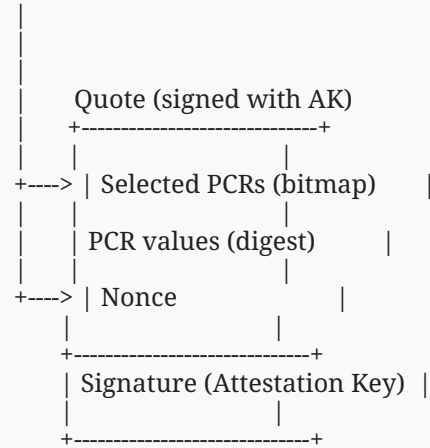 |
|
|
|      Quote (signed with AK)
|     +------------------------------+
|     |                          |
+----> | Selected PCRs (bitmap)      |
|     |                          |
|     | PCR values (digest)         |
|     |                          |
+----> | Nonce                     |
      |                          |
     +------------------------------+
     | Signature (Attestation Key)  |
     |                          |
     +------------------------------+